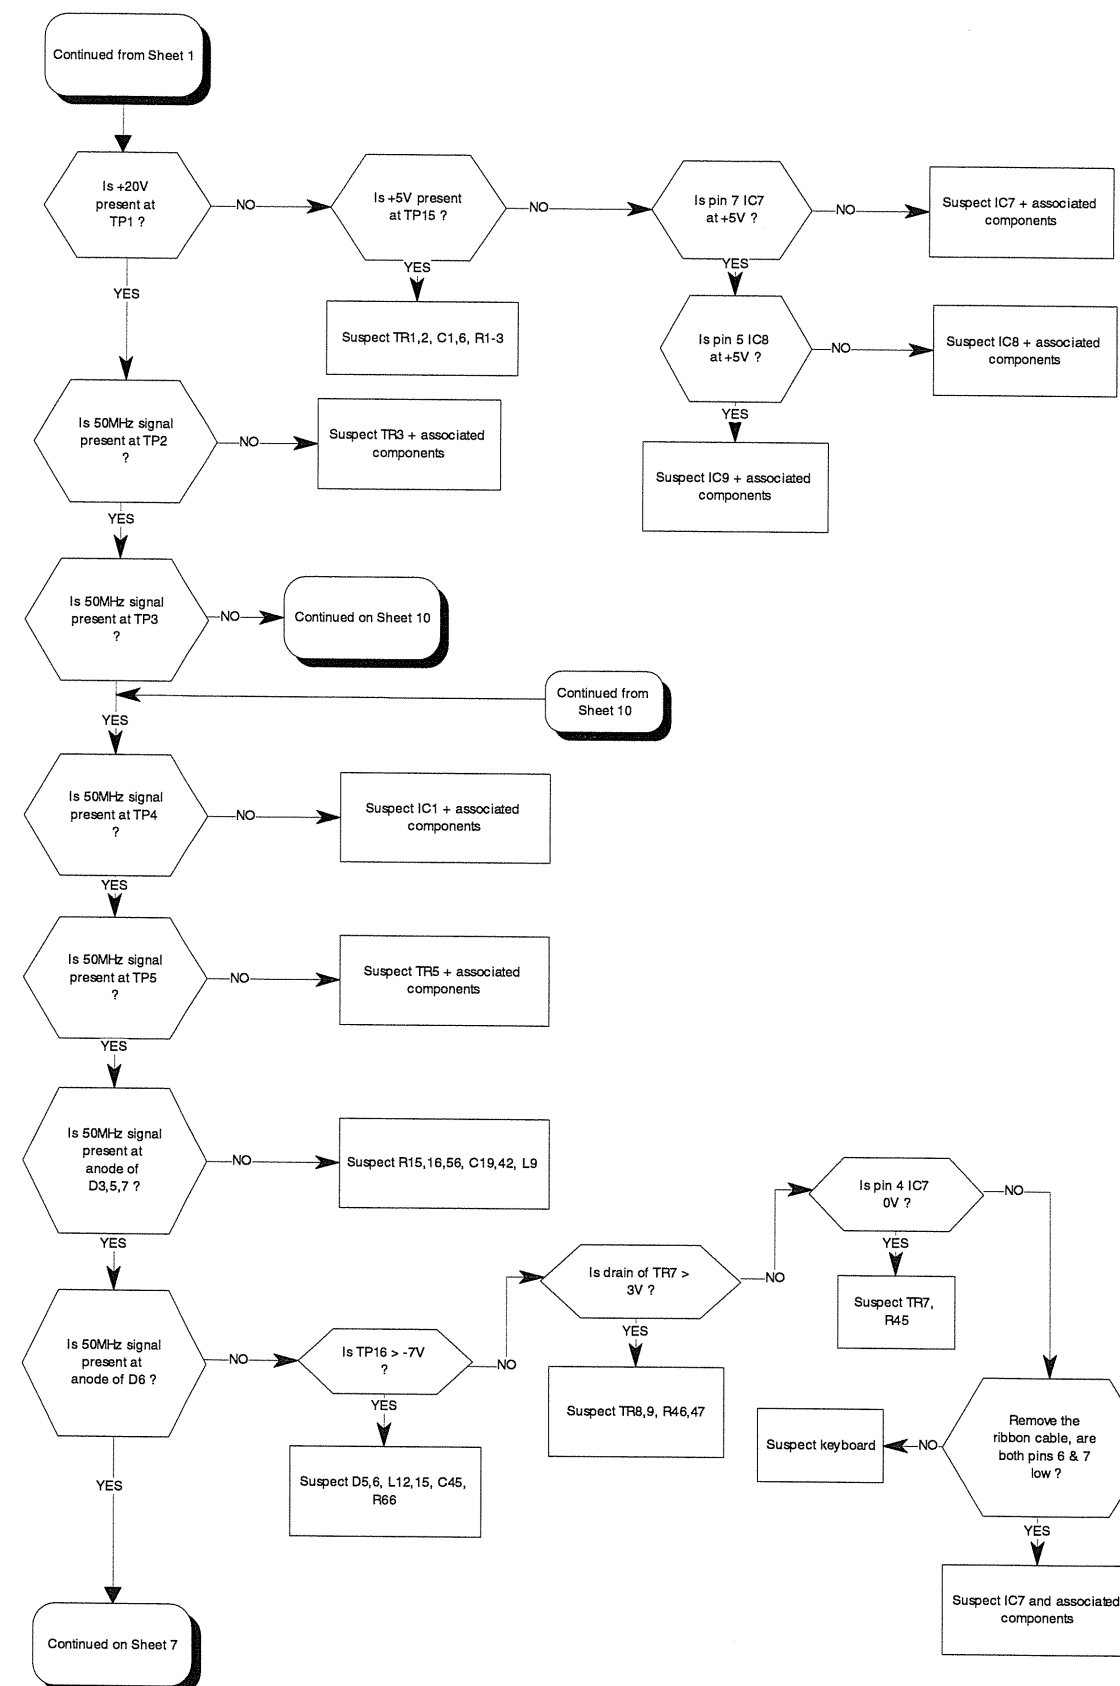 Continued from Sheet 1
Is +20V
present at
TP1 ?
NO
Is +5V present
at TP15 ?
NO
Is pin 7 IC7
at +5V ?
NO
Suspect IC7 + associated
components
YES
YES
YES
Suspect TR1,2, C1,6, R1-3
Is pin 5 IC8
at +5V ?
NO
Suspect IC8 + associated
components
YES
Suspect IC9 + associated
components
Is 50MHz signal
present at TP2
?
NO
Suspect TR3 + associated
components
YES
Is 50MHz signal
present at TP3
?
NO
Continued on Sheet 10
Continued from
Sheet 10
YES
Is 50MHz signal
present at TP4
?
NO
Suspect IC1 + associated
components
YES
Is 50MHz signal
present at TP5
?
NO
Suspect TR5 + associated
components
YES
Is 50MHz signal
present at
anode of
D3,5,7 ?
NO
Suspect R15,16,56, C19,42, L9
YES
Is 50MHz signal
present at
anode of D6 ?
NO
Is TP16 > -7V
?
NO
YES
Suspect D5,6, L12,15, C45,
R66
Is drain of TR7 >
3V ?
NO
YES
Suspect TR8,9, R46,47
Is pin 4 IC7
0V ?
NO
YES
Suspect TR7,
R45
Remove the
ribbon cable, are
both pins 6 & 7
low ?
NO
Suspect keyboard
YES
Suspect IC7 and associated
components
YES
Continued on Sheet 7